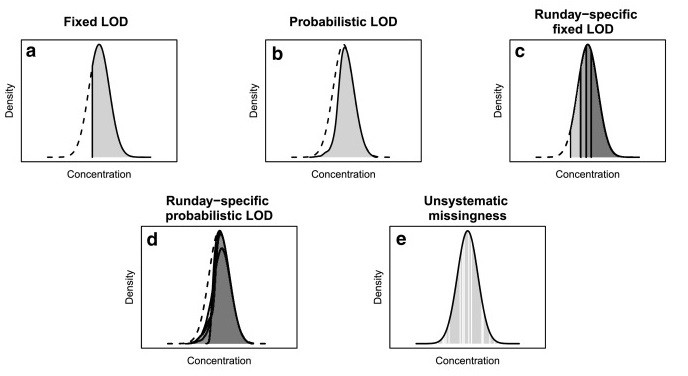 Fixed LOD
a
Density
Concentration
Probabilistic LOD
b
Density
Concentration
Runday−specific
fixed LOD
c
Density
Concentration
Runday−specific
probabilistic LOD
d
Density
Concentration
Unsystematic
missingness
e
Density
Concentration